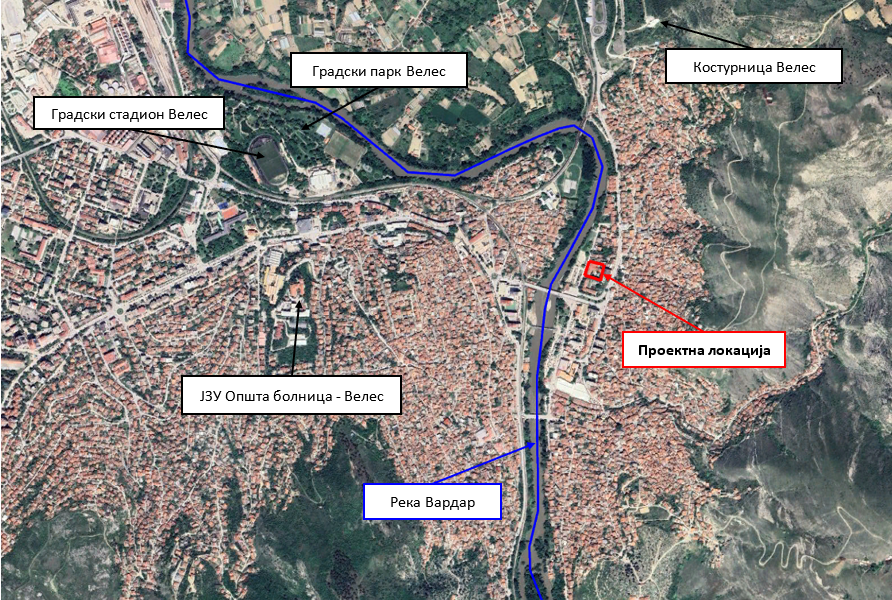 Градски парк Велес
Костурница Велес
Градски стадион Велес
Проектна локација
ЈЗУ Општа болница - Велес
Река Вардар